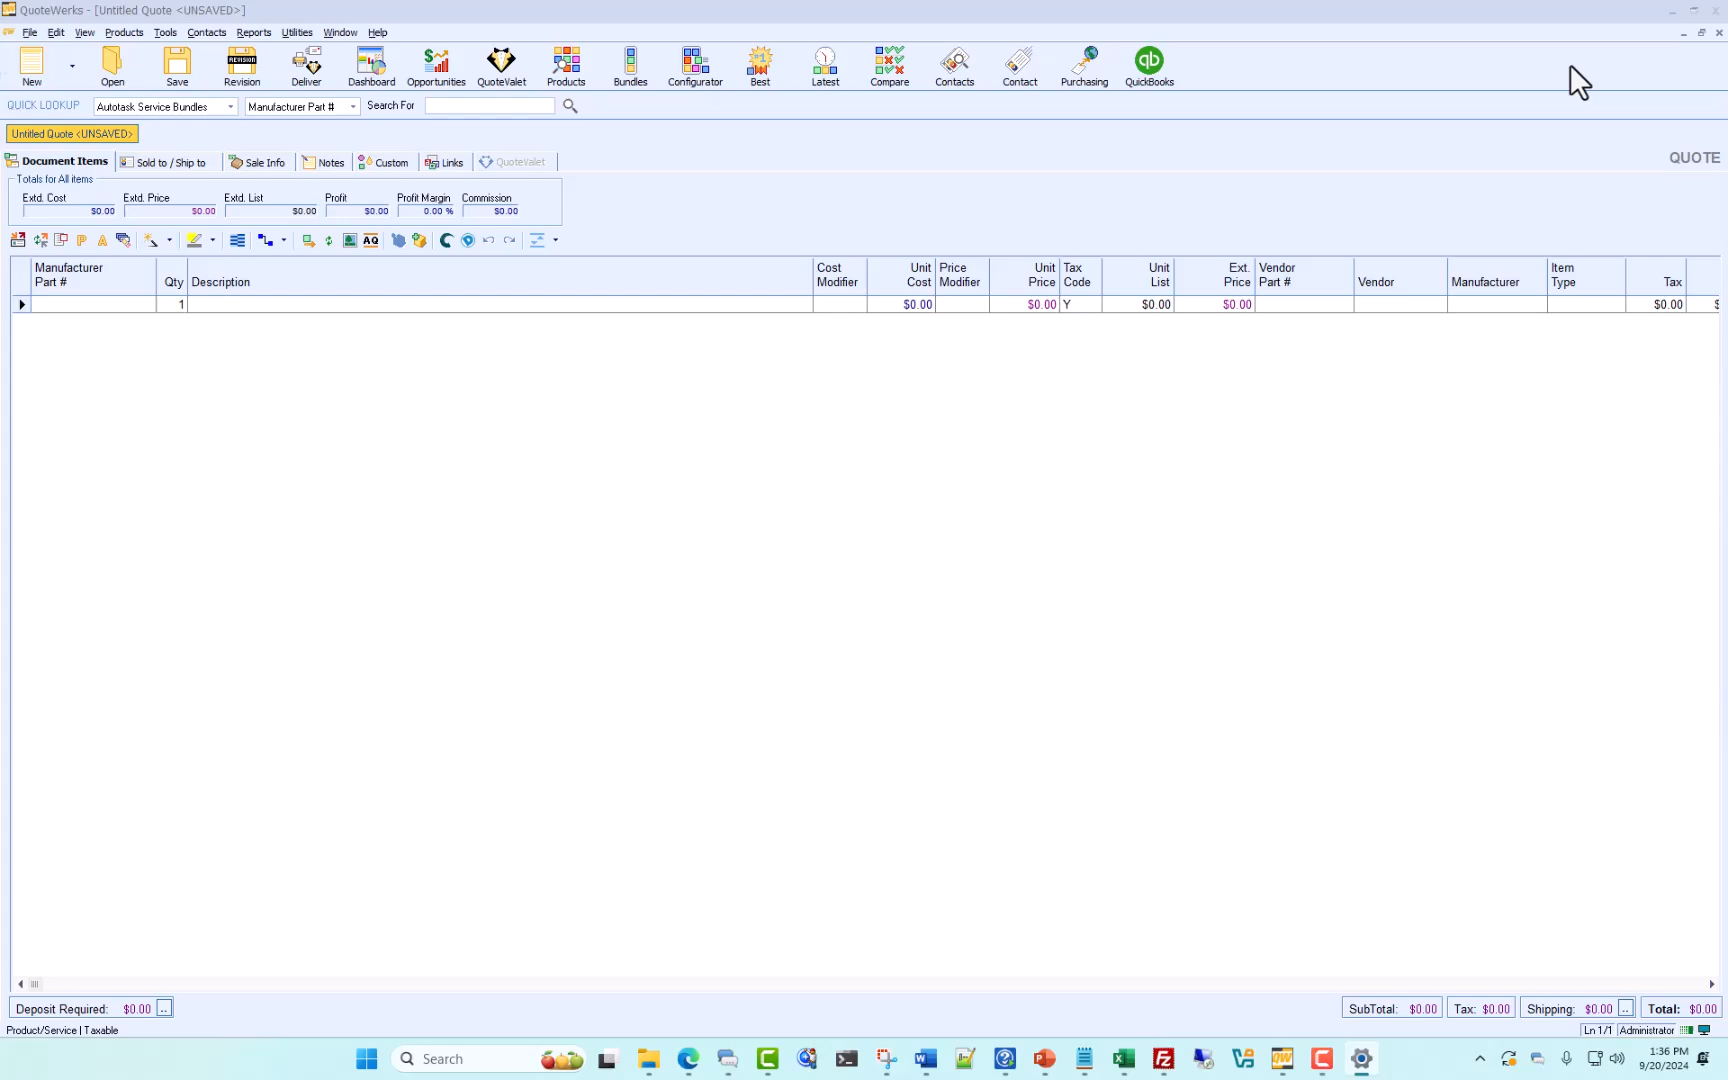 QuoteWerks - [Untitled Quote <UNSAVED>]
File Edit View Products Tools Contacts Reports Utilities Window Help
REVISION #1 qb
New Open Save Revision Deliver Dashboard Opportunities QuoteValet Products Bundles Configurator Best Latest Compare Contacts Contact Purchasing QuickBooks
QUICK LOOKUP Autotask Service Bundles Manufacturer Part # Search For
Untitled Quote <UNSAVED>
Document Items Sold to / Ship to Sale Info Notes Custom Links QuoteValet QUOTE
Totals for All items
Extd. Cost Extd. Price Extd. List Profit Profit Margin Commission
$0.00 $0.00 $0.00 $0.00 0.00 % $0.00
P A AQ
Manufacturer Cost Unit Price Unit Tax Unit Ext. Vendor Item
Part # Qty Description Modifier Cost Modifier Price Code List Price Part # Vendor Manufacturer Type Tax
1 $0.00 $0.00 Y $0.00 $0.00 $0.00 $
Deposit Required: $0.00 .. SubTotal: $0.00 Tax: $0.00 Shipping: $0.00 .. Total: $0.00
Product/Service | Taxable Ln 1/1 Administrator
Search QW 1:36 PM
9/20/2024